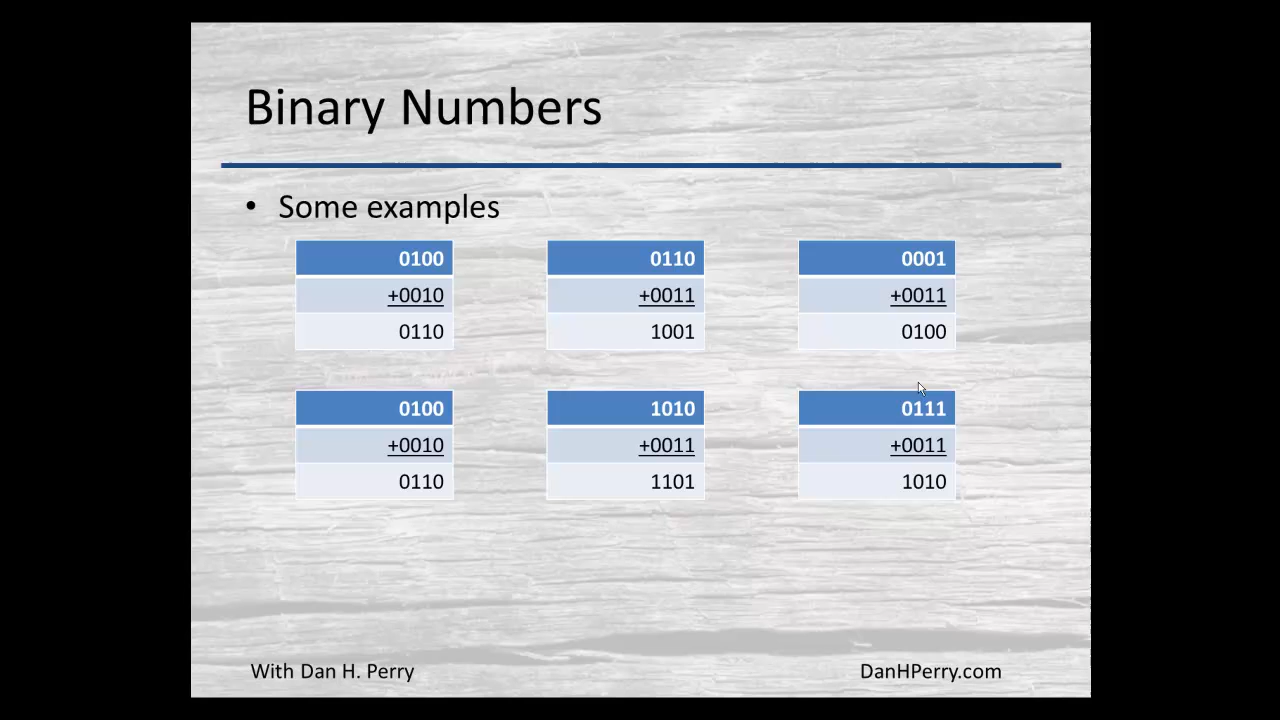 Binary Numbers
• Some examples
0100 0110 0001
+0010 +0011 +0011
0110 1001 0100
0100 1010 0111
+0010 +0011 +0011
0110 1101 1010
With Dan H. Perry DanHPerry.com